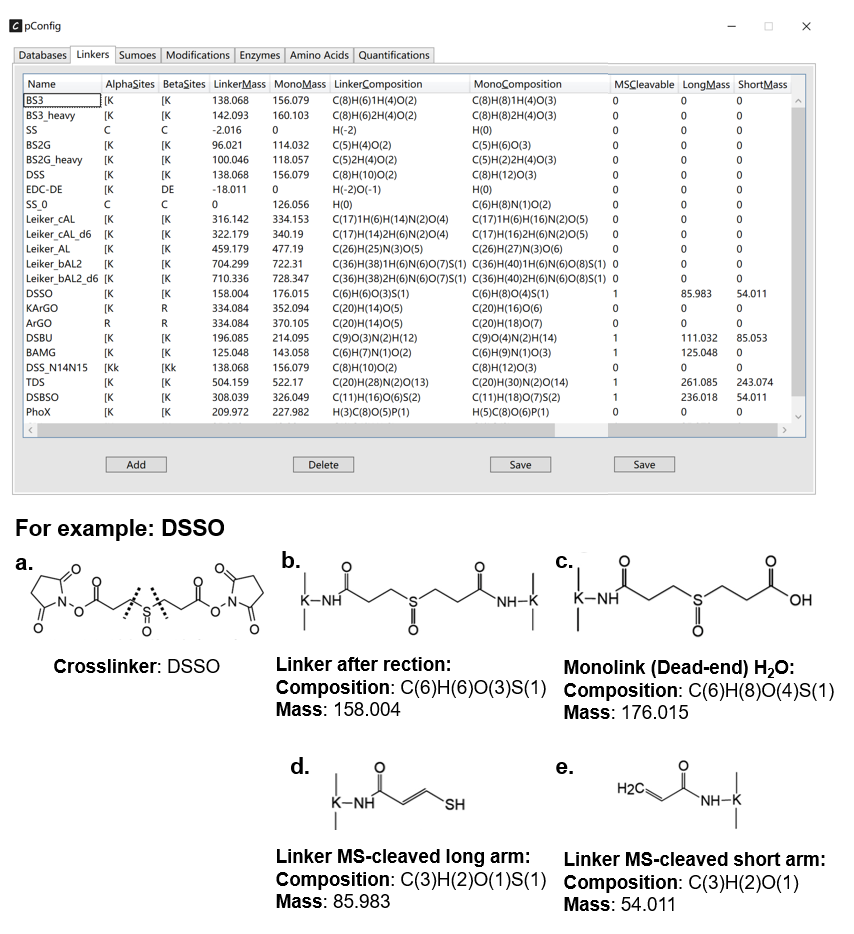 pConfig
Databases Linkers Sumoes Modifications Enzymes Amino Acids Quantifications
Name AlphaSites BetaSites LinkerMass MonoMass LinkerComposition MonoComposition MSCleavable LongMass ShortMass
BS3 [K [K 138.068 156.079 C(8)H(6)1H(4)O(2) C(8)H(8)1H(4)O(3) 0 0 0
BS3_heavy [K [K 142.093 160.103 C(8)H(6)2H(4)O(2) C(8)H(8)2H(4)O(3) 0 0 0
SS C C -2.016 0 H(-2) H(0) 0 0 0
BS2G [K [K 96.021 114.032 C(5)H(4)O(2) C(5)H(6)O(3) 0 0 0
BS2G_heavy [K [K 100.046 118.057 C(5)2H(4)O(2) C(5)H(2)2H(4)O(3) 0 0 0
DSS [K [K 138.068 156.079 C(8)H(10)O(2) C(8)H(12)O(3) 0 0 0
EDC-DE [K DE -18.011 0 H(-2)O(-1) H(0) 0 0 0
SS_0 C C 0 126.056 H(0) C(6)H(8)N(1)O(2) 0 0 0
Leiker_cAL [K [K 316.142 334.153 C(17)1H(6)H(14)N(2)O(4) C(17)1H(6)H(16)N(2)O(5) 0 0 0
Leiker_cAL_d6 [K [K 322.179 340.19 C(17)H(14)2H(6)N(2)O(4) C(17)H(16)2H(6)N(2)O(5) 0 0 0
Leiker_AL [K [K 459.179 477.19 C(26)H(25)N(3)O(5) C(26)H(27)N(3)O(6) 0 0 0
Leiker_bAL2 [K [K 704.299 722.31 C(36)H(38)1H(6)N(6)O(7)S(1) C(36)H(40)1H(6)N(6)O(8)S(1) 0 0 0
Leiker_bAL2_d6 [K [K 710.336 728.347 C(36)H(38)2H(6)N(6)O(7)S(1) C(36)H(40)2H(6)N(6)O(8)S(1) 0 0 0
DSSO [K [K 158.004 176.015 C(6)H(6)O(3)S(1) C(6)H(8)O(4)S(1) 1 85.983 54.011
KArGO [K R 334.084 352.094 C(20)H(14)O(5) C(20)H(16)O(6) 0 0 0
ArGO R R 334.084 370.105 C(20)H(14)O(5) C(20)H(18)O(7) 0 0 0
DSBU [K [K 196.085 214.095 C(9)O(3)N(2)H(12) C(9)O(4)N(2)H(14) 1 111.032 85.053
BAMG [K [K 125.048 143.058 C(6)H(7)N(1)O(2) C(6)H(9)N(1)O(3) 1 125.048 0
DSS_N14N15 [Kk [Kk 138.068 156.079 C(8)H(10)O(2) C(8)H(12)O(3) 0 0 0
TDS [K [K 504.159 522.17 C(20)H(28)N(2)O(13) C(20)H(30)N(2)O(14) 1 261.085 243.074
DSBSO [K [K 308.039 326.049 C(11)H(16)O(6)S(2) C(11)H(18)O(7)S(2) 1 236.018 54.011
PhoX [K [K 209.972 227.982 H(3)C(8)O(5)P(1) H(5)C(8)O(6)P(1) 0 0 0
Add Delete Save Save
For example: DSSO
a. b. c.
O O O O
N O S O N
O O O
O O
K–NH S NH–K
O
O O
K–NH S OH
O
Crosslinker: DSSO
Linker after rection:
Composition: C(6)H(6)O(3)S(1)
Mass: 158.004
Monolink (Dead-end) H₂O:
Composition: C(6)H(8)O(4)S(1)
Mass: 176.015
d. e.
O
K–NH SH
O
H2C NH–K
Linker MS-cleaved long arm:
Composition: C(3)H(2)O(1)S(1)
Mass: 85.983
Linker MS-cleaved short arm:
Composition: C(3)H(2)O(1)
Mass: 54.011